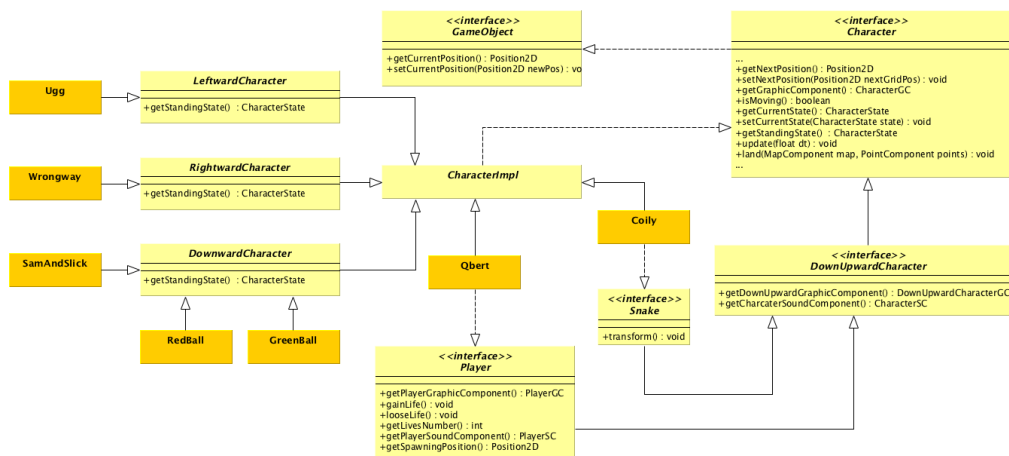 <<interface>>
GameObject
+getCurrentPosition() : Position2D
+setCurrentPosition(Position2D newPos) : vo
<<interface>>
Character
...
+getNextPosition() : Position2D
+setNextPosition(Position2D nextGridPos) : void
+getGraphicComponent() : CharacterGC
+isMoving() : boolean
+getCurrentState() : CharacterState
+setCurrentState(CharacterState state) : void
+getStandingState() : CharacterState
+update(float dt) : void
+land(MapComponent map, PointComponent points) : void
...
Ugg
LeftwardCharacter
+getStandingState() : CharacterState
Wrongway
RightwardCharacter
+getStandingState() : CharacterState
CharacterImpl
SamAndSlick
DownwardCharacter
+getStandingState() : CharacterState
Qbert
Coily
<<interface>>
DownUpwardCharacter
+getDownUpwardGraphicComponent() : DownUpwardCharacterGC
+getCharcaterSoundComponent() : CharacterSC
<<interface>>
Snake
+transform() : void
RedBall
GreenBall
<<interface>>
Player
+getPlayerGraphicComponent() : PlayerGC
+gainLife() : void
+looseLife() : void
+getLivesNumber() : int
+getPlayerSoundComponent() : PlayerSC
+getSpawningPosition() : Position2D